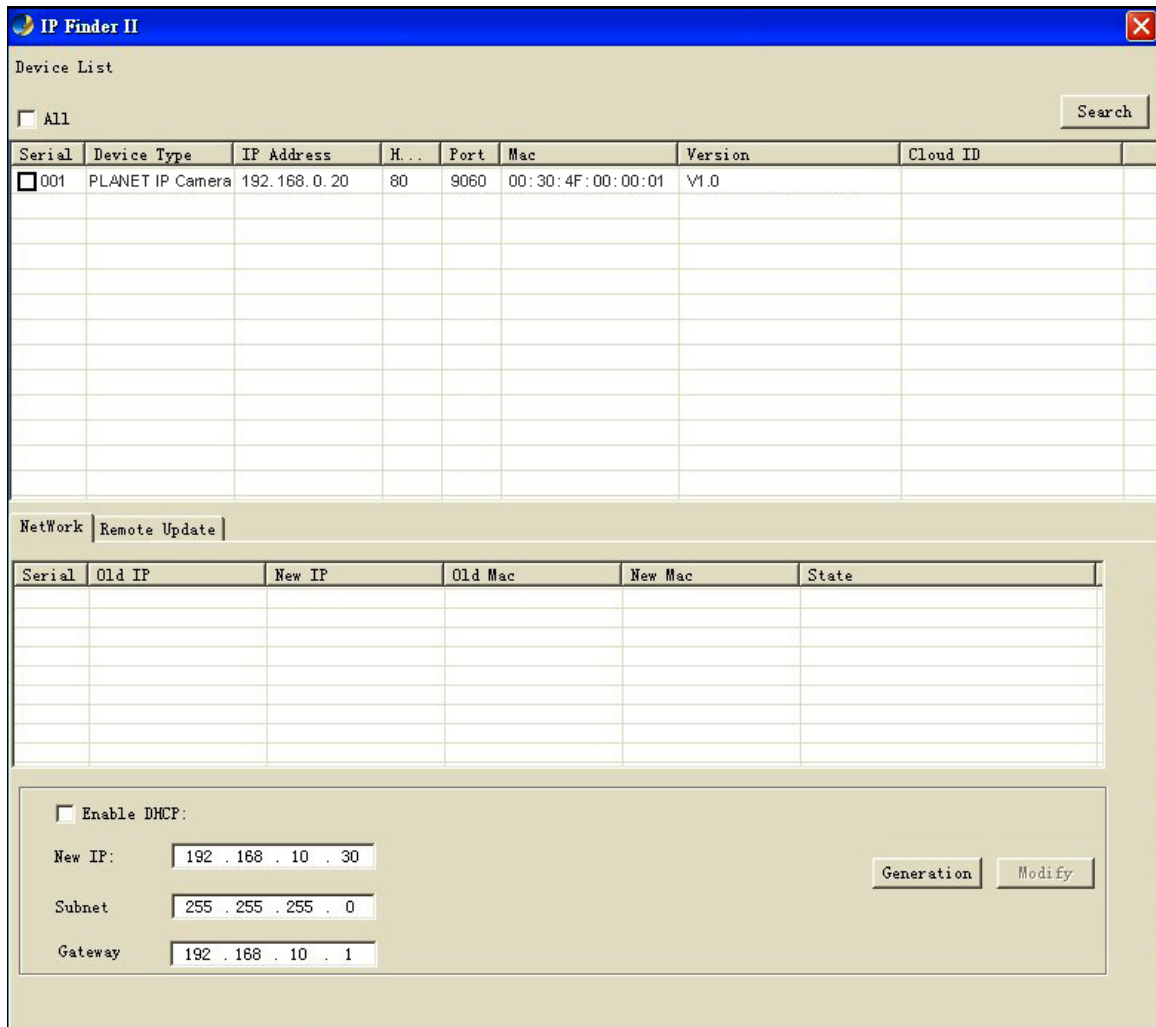 IP Finder II
Device List
All
Search
Serial Device Type IP Address H... Port Mac Version Cloud ID
001 PLANET IP Camera 192.168.0.20 80 9060 00:30:4F:00:00:01 V1.0
NetWork Remote Update
Serial Old IP New IP Old Mac New Mac State
Enable DHCP:
New IP: 192 . 168 . 10 . 30
Generation Modify
Subnet 255 . 255 . 255 . 0
Gateway 192 . 168 . 10 . 1